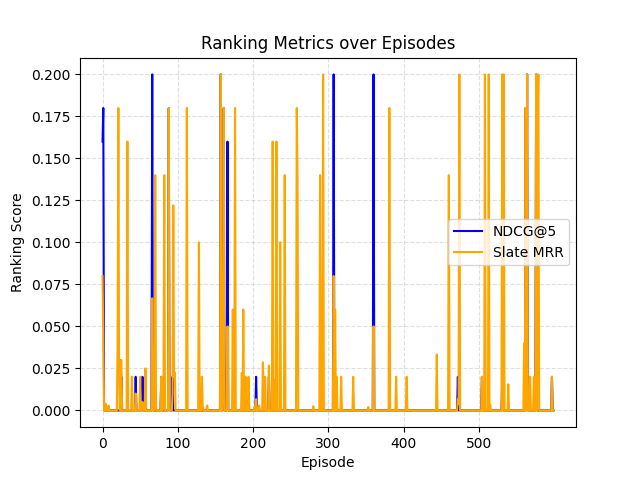 Ranking Metrics over Episodes
Ranking Score
0.200
0.175
0.150
0.125
0.100
0.075
0.050
0.025
0.000
NDCG@5
Slate MRR
0 100 200 300 400 500
Episode